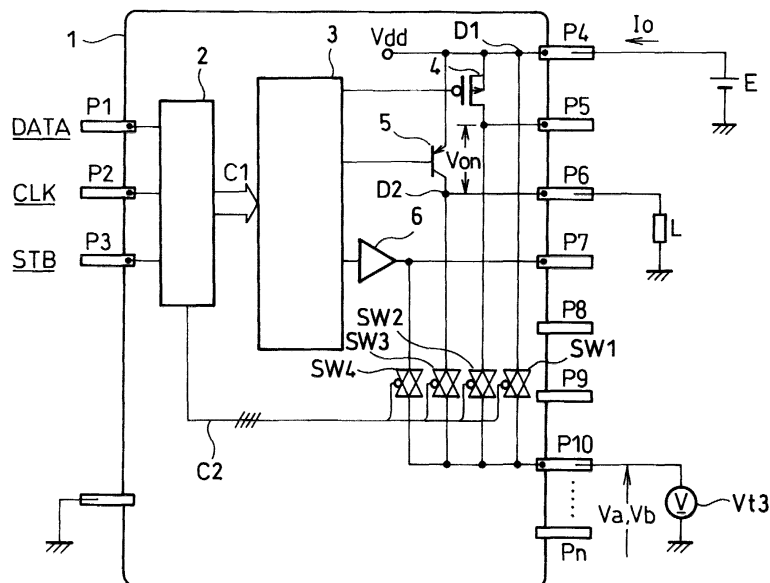 1
2
3
Vdd
D1
P4
Io
4
E
P1
DATA
5
Von
P5
P2
CLK
C1
D2
P6
L
P3
STB
6
P7
SW2
SW3
SW4
SW1
P8
P9
C2
P10
Va,Vb
V
Vt3
Pn